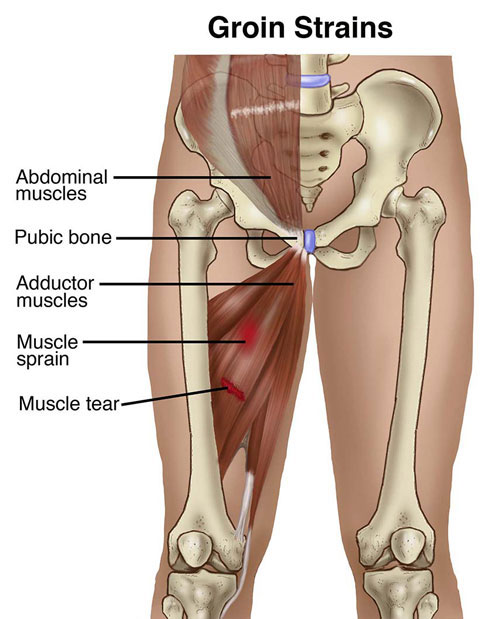 Groin Strains
Abdominal
muscles
Pubic bone
Adductor
muscles
Muscle
sprain
Muscle tear